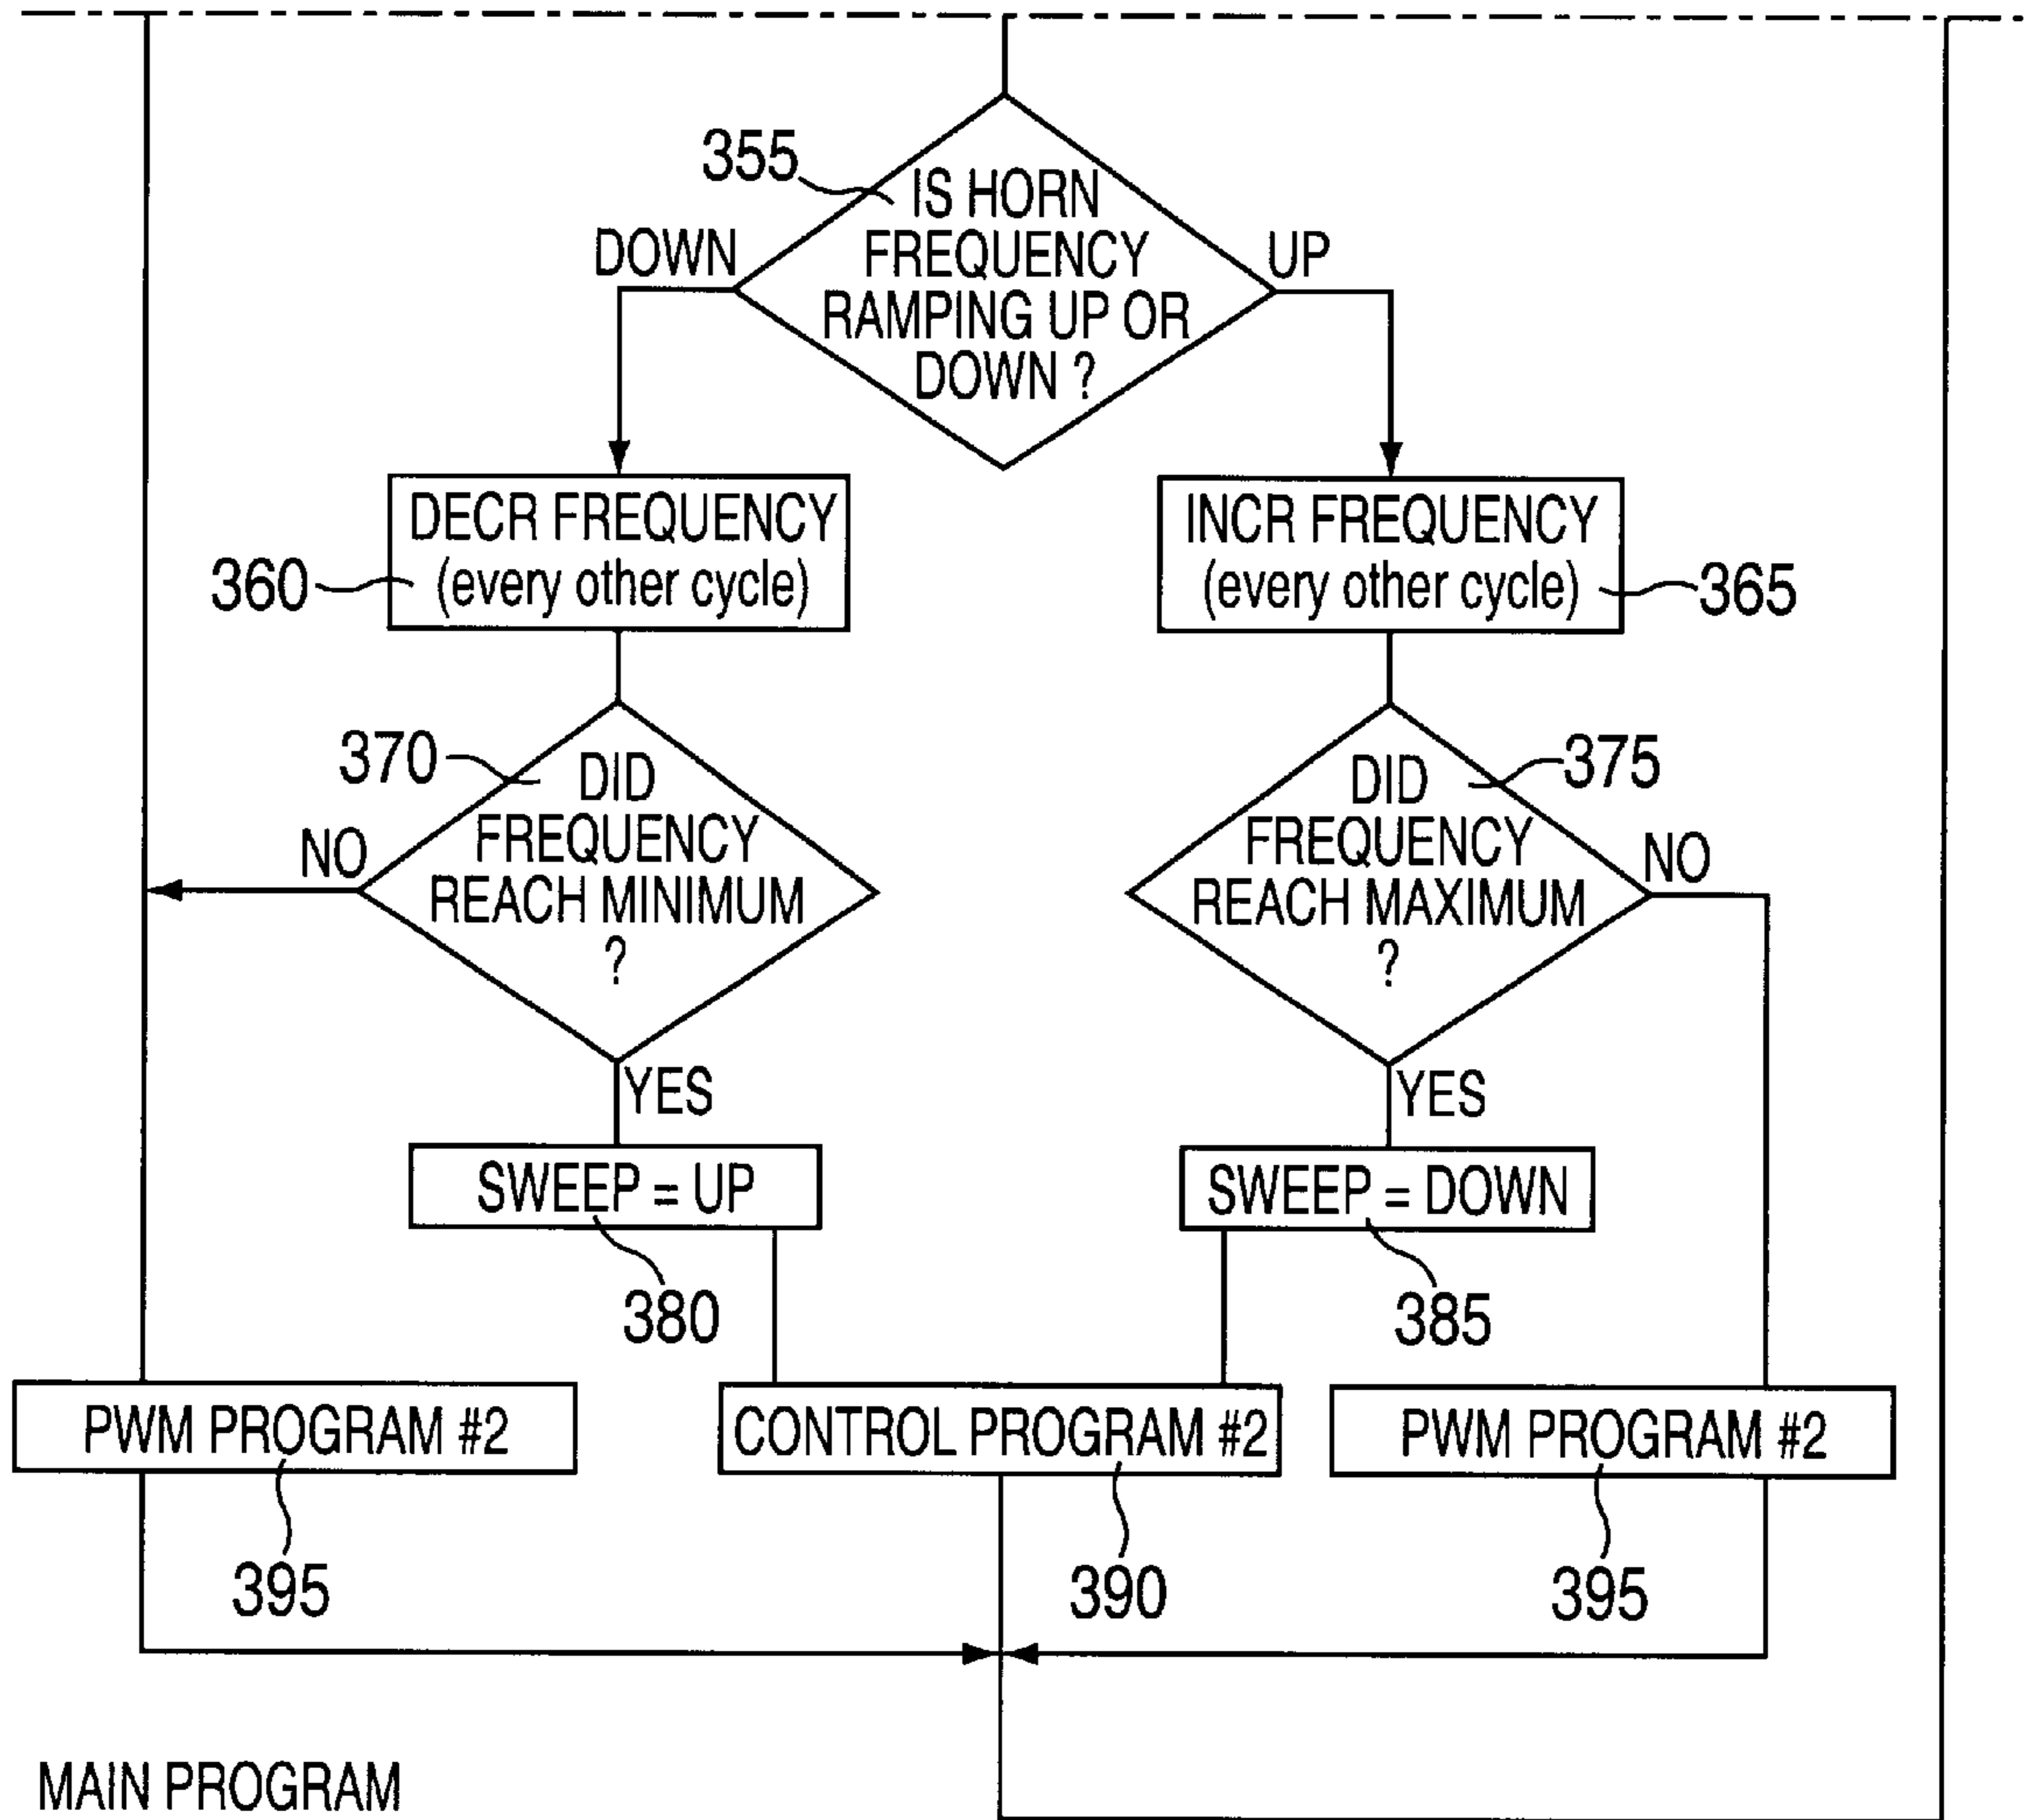 355
IS HORN
FREQUENCY
RAMPING UP OR
DOWN ?
DOWN
UP
DECR FREQUENCY
(every other cycle)
360
INCR FREQUENCY
(every other cycle)
365
370
DID
FREQUENCY
REACH MINIMUM
?
NO
YES
375
DID
FREQUENCY
REACH MAXIMUM
?
NO
YES
SWEEP = UP
380
SWEEP = DOWN
385
PWM PROGRAM #2
395
CONTROL PROGRAM #2
390
PWM PROGRAM #2
395
MAIN PROGRAM